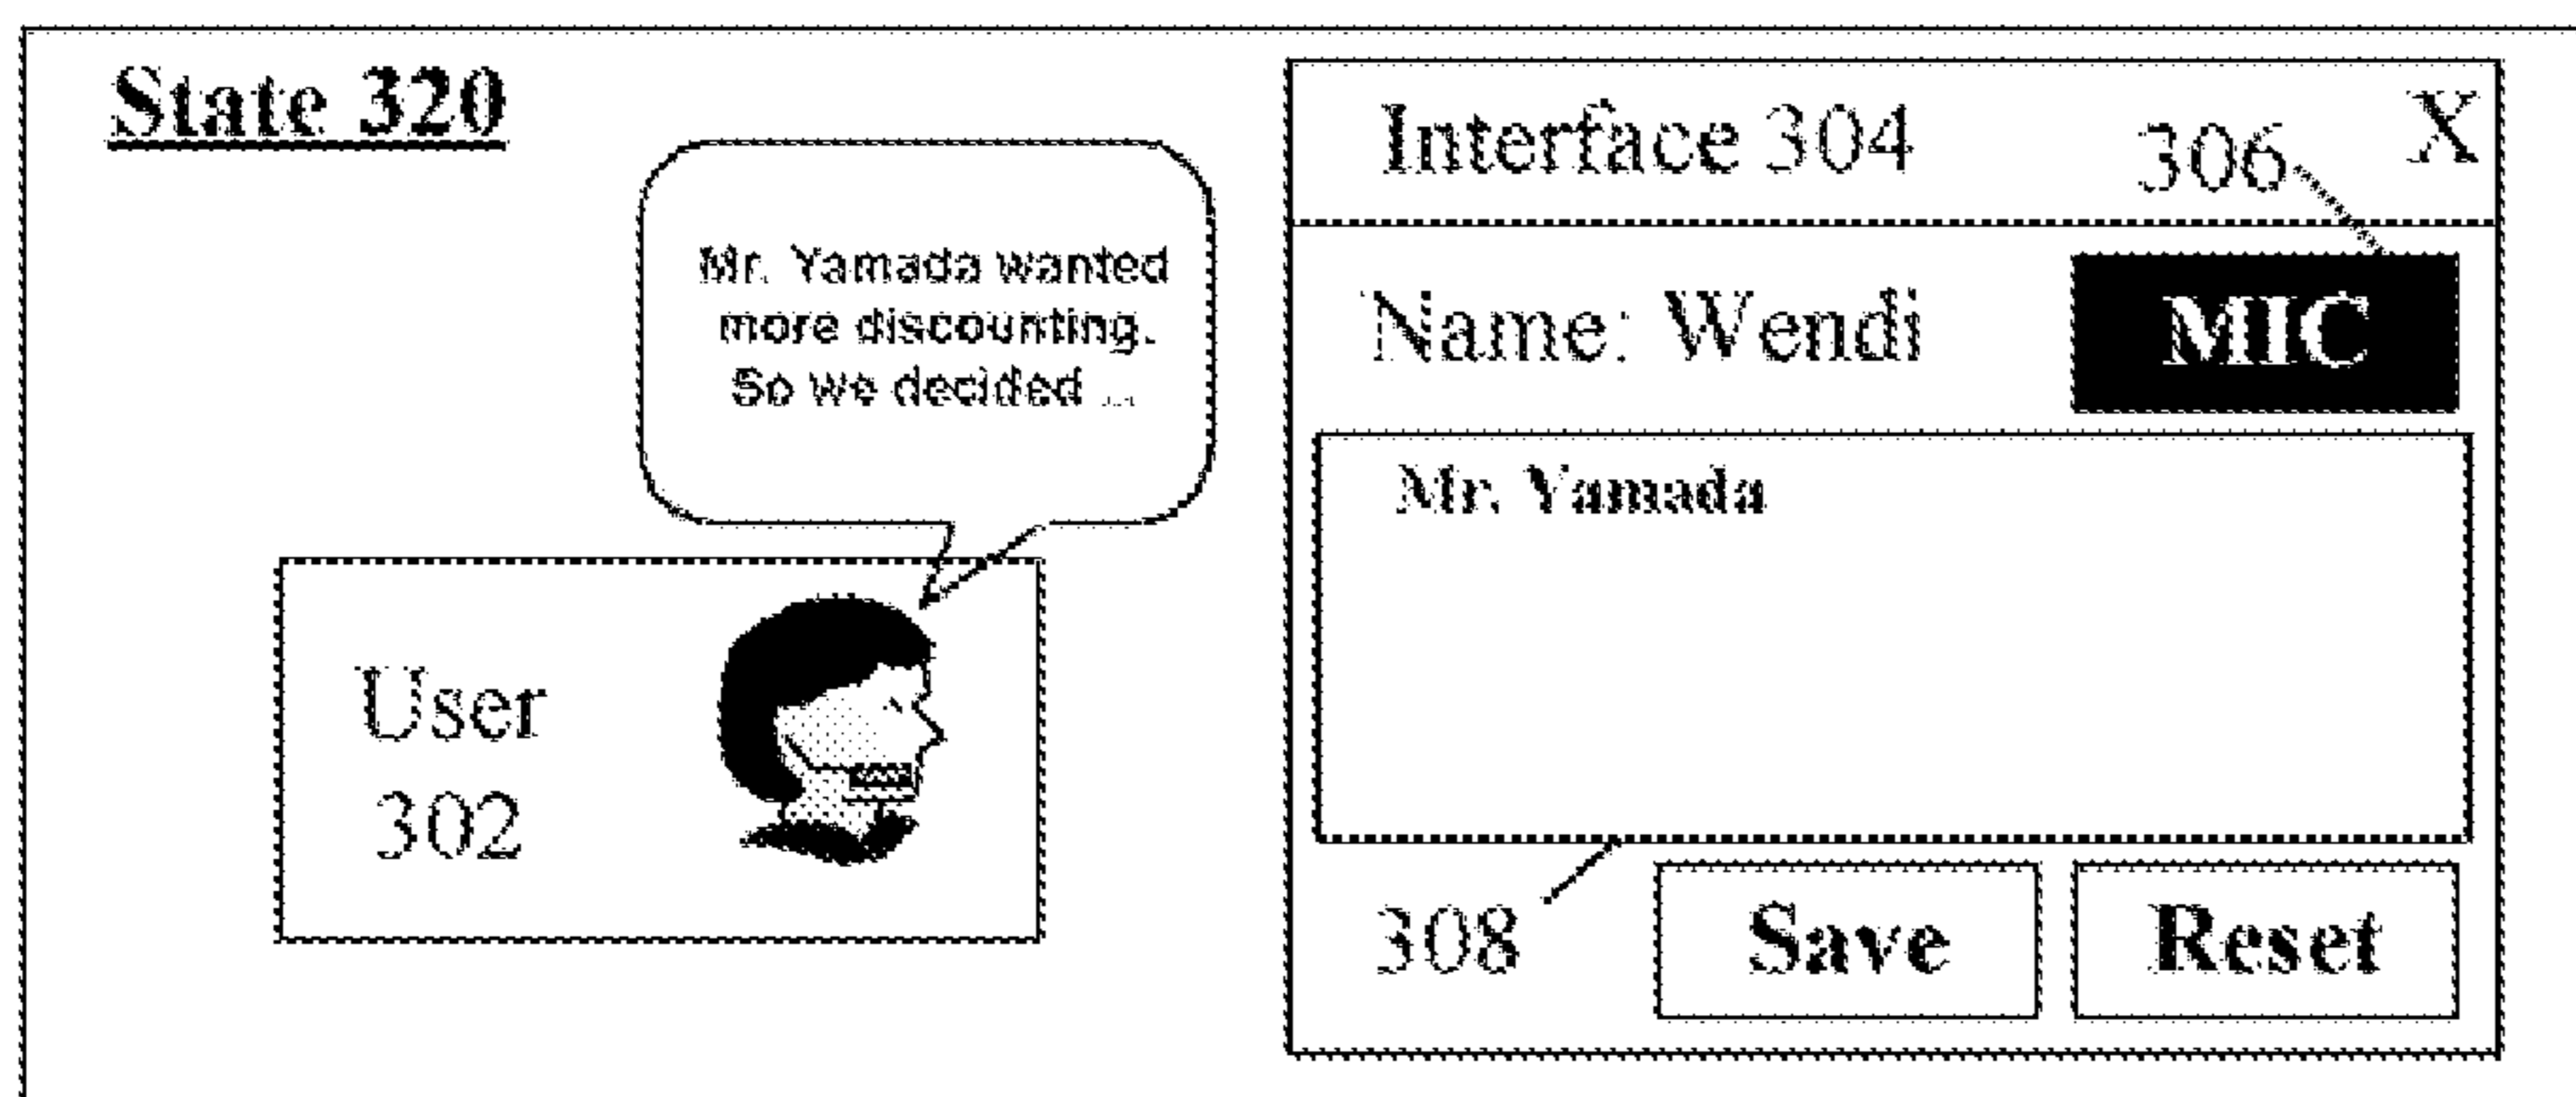 State 320
Mr. Yamada wanted
more discounting.
So we decided ...
User
302
Interface 304
306
X
Name: Wendi
MIC
Mr. Yamada
308
Save
Reset